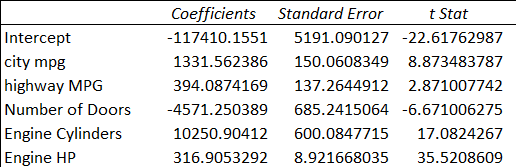 Coefficients Standard Error t Stat
Intercept -117410.1551 5191.090127 -22.61762987
city mpg 1331.562386 150.0608349 8.873483787
highway MPG 394.0874169 137.2644912 2.871007742
Number of Doors -4571.250389 685.2415064 -6.671006275
Engine Cylinders 10250.90412 600.0847715 17.0824267
Engine HP 316.9053292 8.921668035 35.5208609